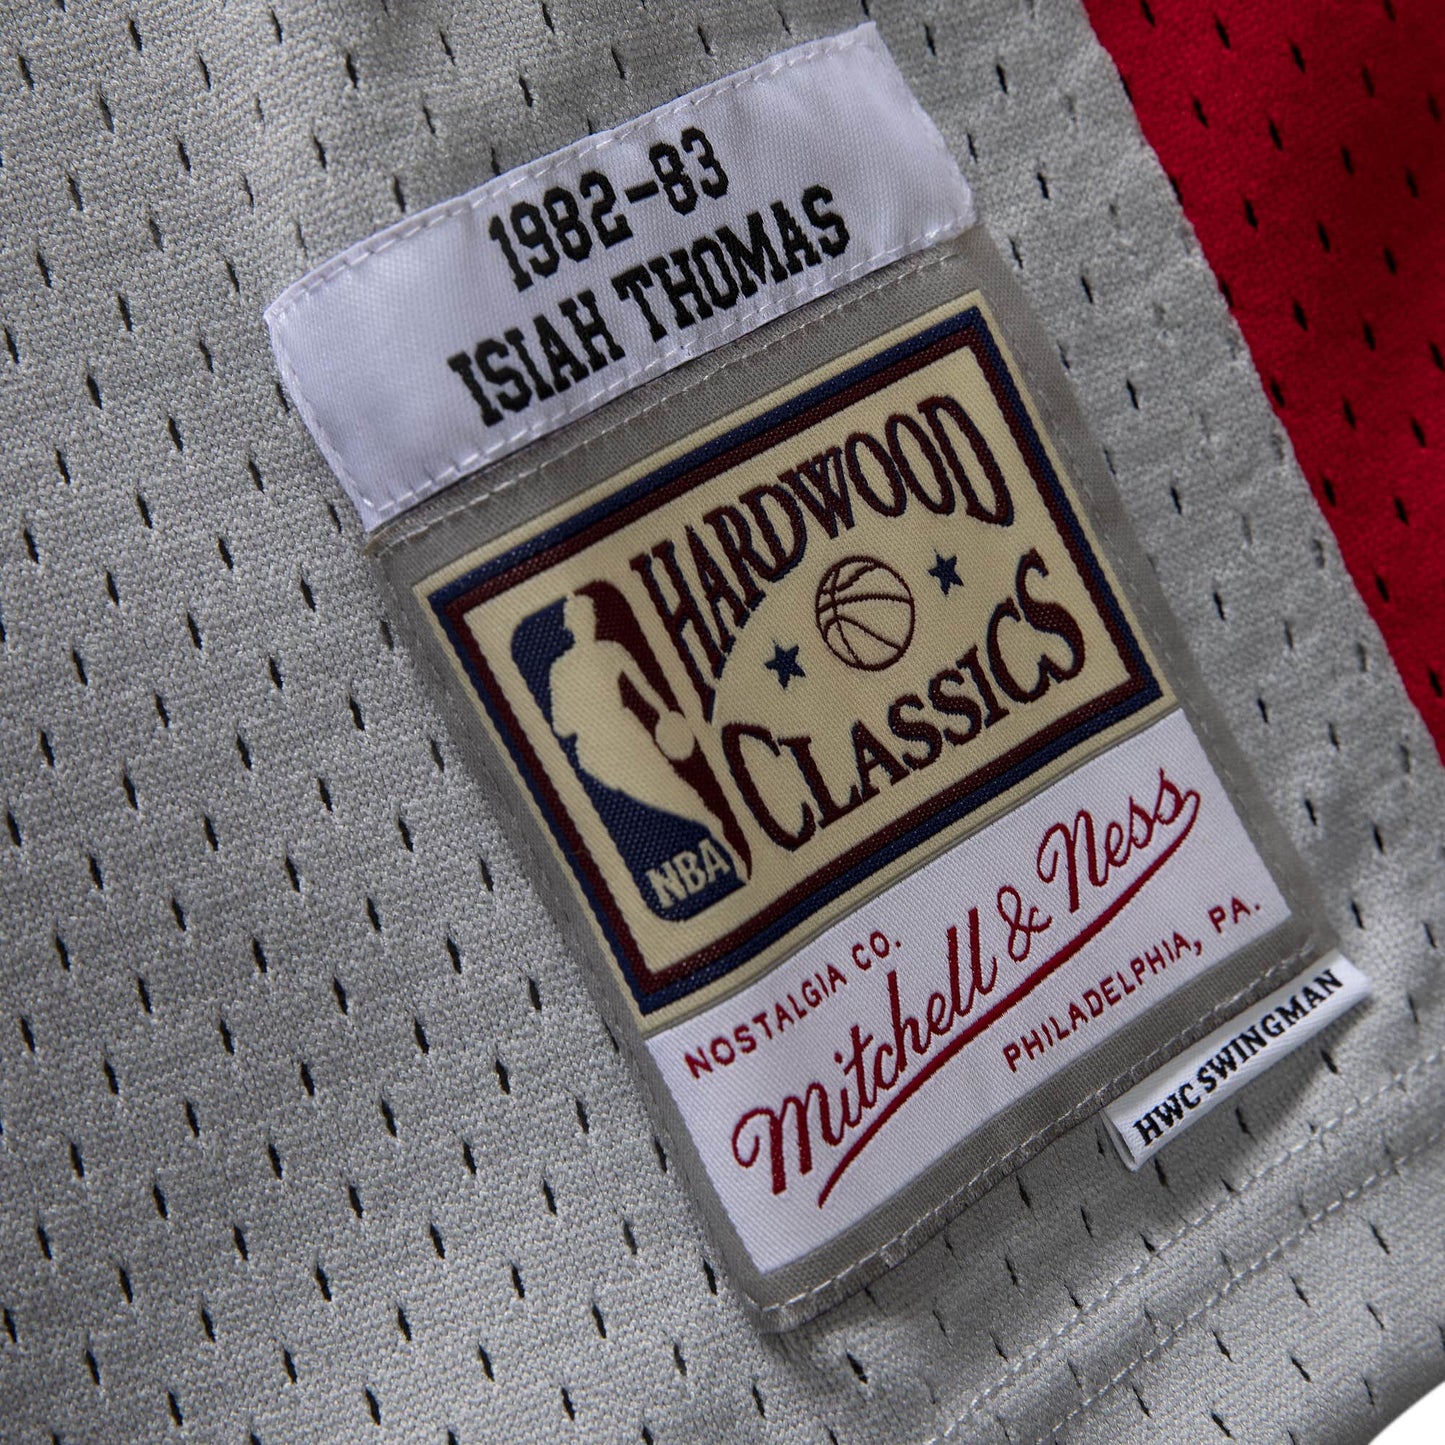 1982-83
ISIAH THOMAS
HARDWOOD
CLASSICS
NBA
NOSTALGIA CO.
Mitchell & Ness
PHILADELPHIA, PA.
HWC SWINGMAN